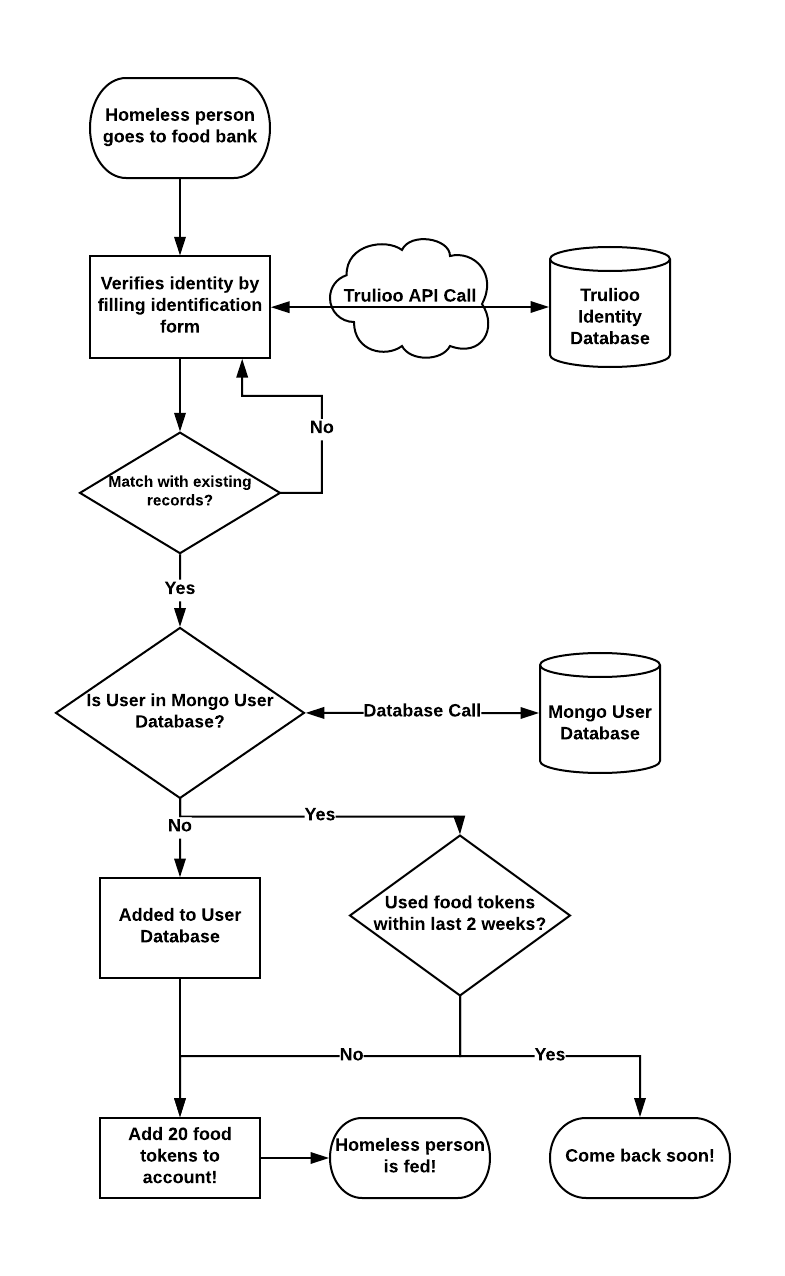 Homeless person
goes to food bank
Verifies identity by
filling identification
form
Trulioo API Call
Trulioo
Identity
Database
No
Match with existing
records?
Yes
Is User in Mongo User
Database?
Database Call
Mongo User
Database
Yes
No
Used food tokens
within last 2 weeks?
Added to User
Database
No
Yes
Add 20 food
tokens to
account!
Homeless person
is fed!
Come back soon!